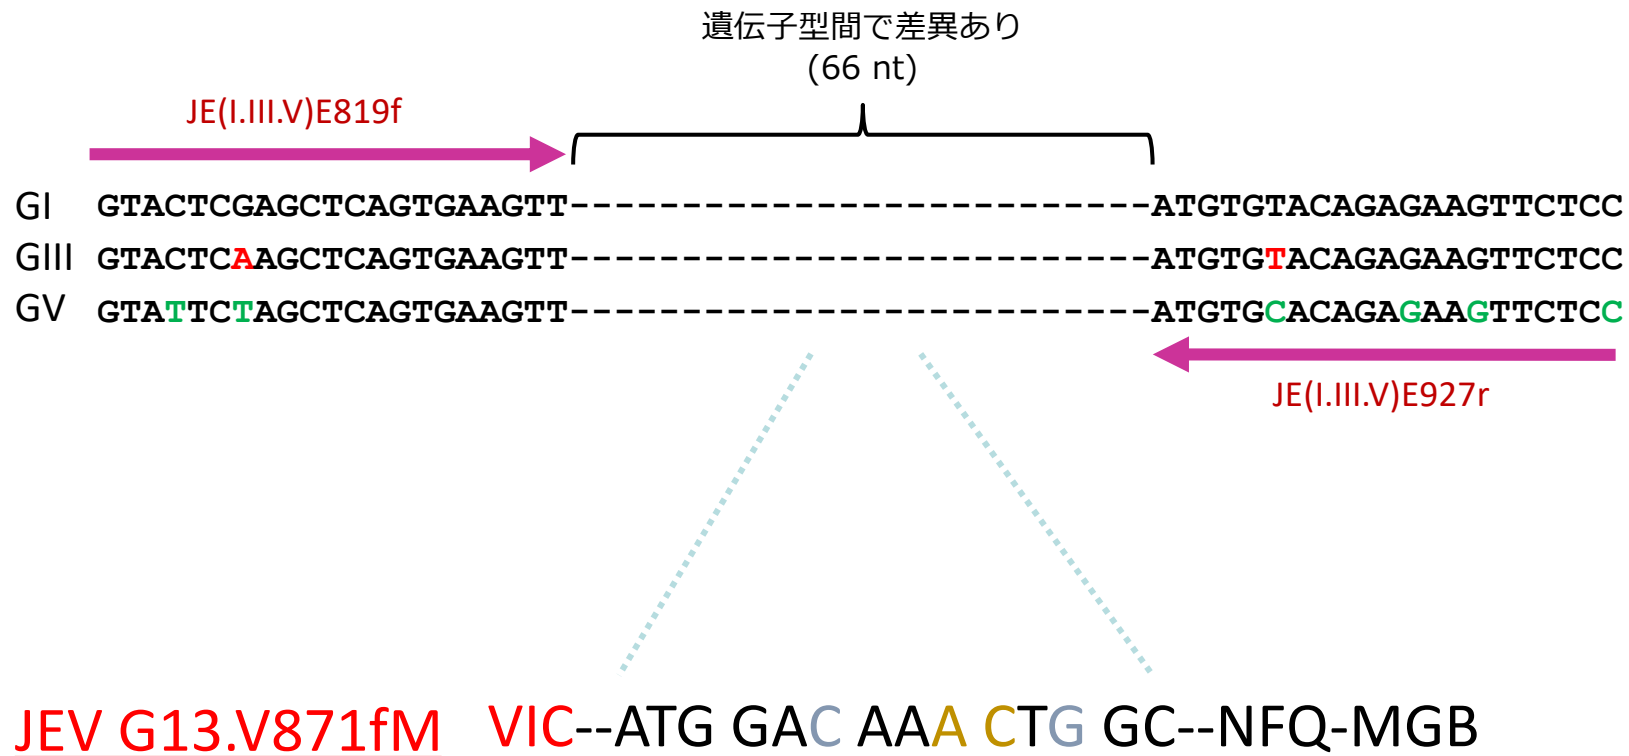 遺伝子型間で差異あり
(66 nt)
JE(I.III.V)E819f
GI GTACTCGAGCTCAGTGAAGTT--------------------------ATGTGTACAGAGAAGTTCTCC
GIII GTACTCAAGCTCAGTGAAGTT--------------------------ATGTGTACAGAGAAGTTCTCC
GV GTATTCTAGCTCAGTGAAGTT--------------------------ATGTGCACAGAGAAGTTCTCC
JE(I.III.V)E927r
JEV G13.V871fM VIC--ATG GAC AAA CTG GC--NFQ-MGB